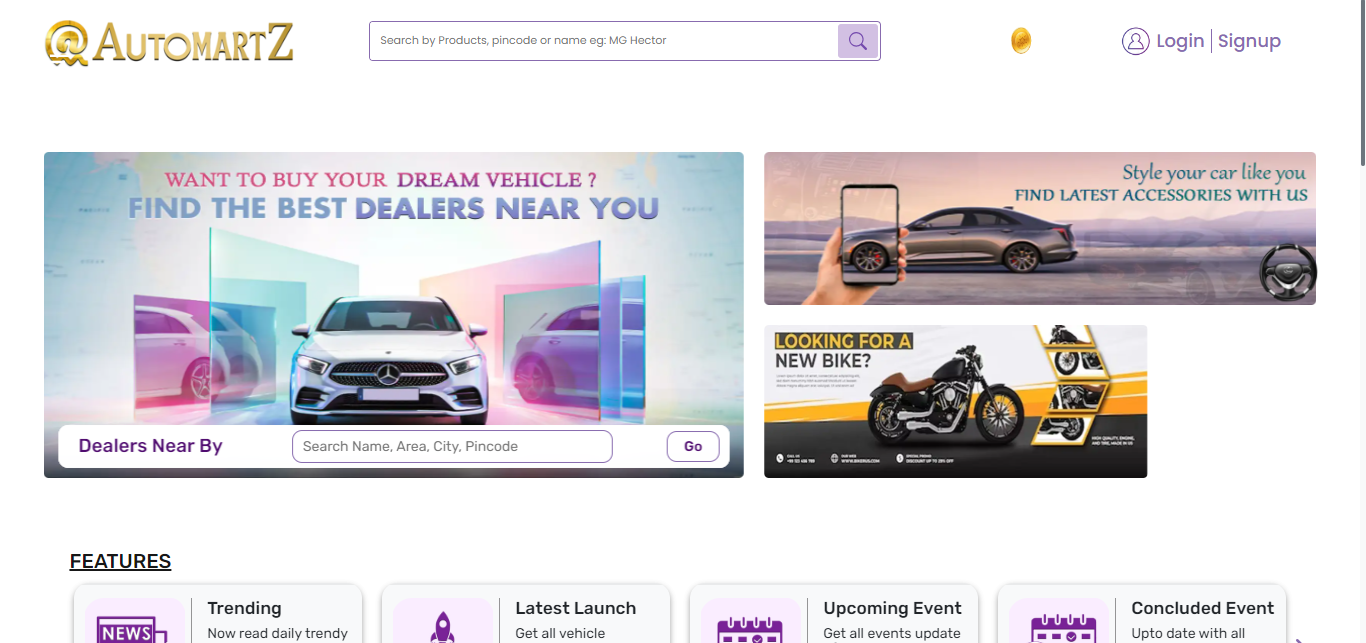 @AUTOMARTZ
Search by Products, pincode or name eg: MG Hector
Login | Signup
WANT TO BUY YOUR DREAM VEHICLE ?
FIND THE BEST DEALERS NEAR YOU
Dealers Near By
Search Name, Area, City, Pincode
Go
Style your car like you
FIND LATEST ACCESSORIES WITH US
LOOKING FOR A
NEW BIKE?
FEATURES
NEWS
Trending
Now read daily trendy
Latest Launch
Get all vehicle
Upcoming Event
Get all events update
Concluded Event
Upto date with all